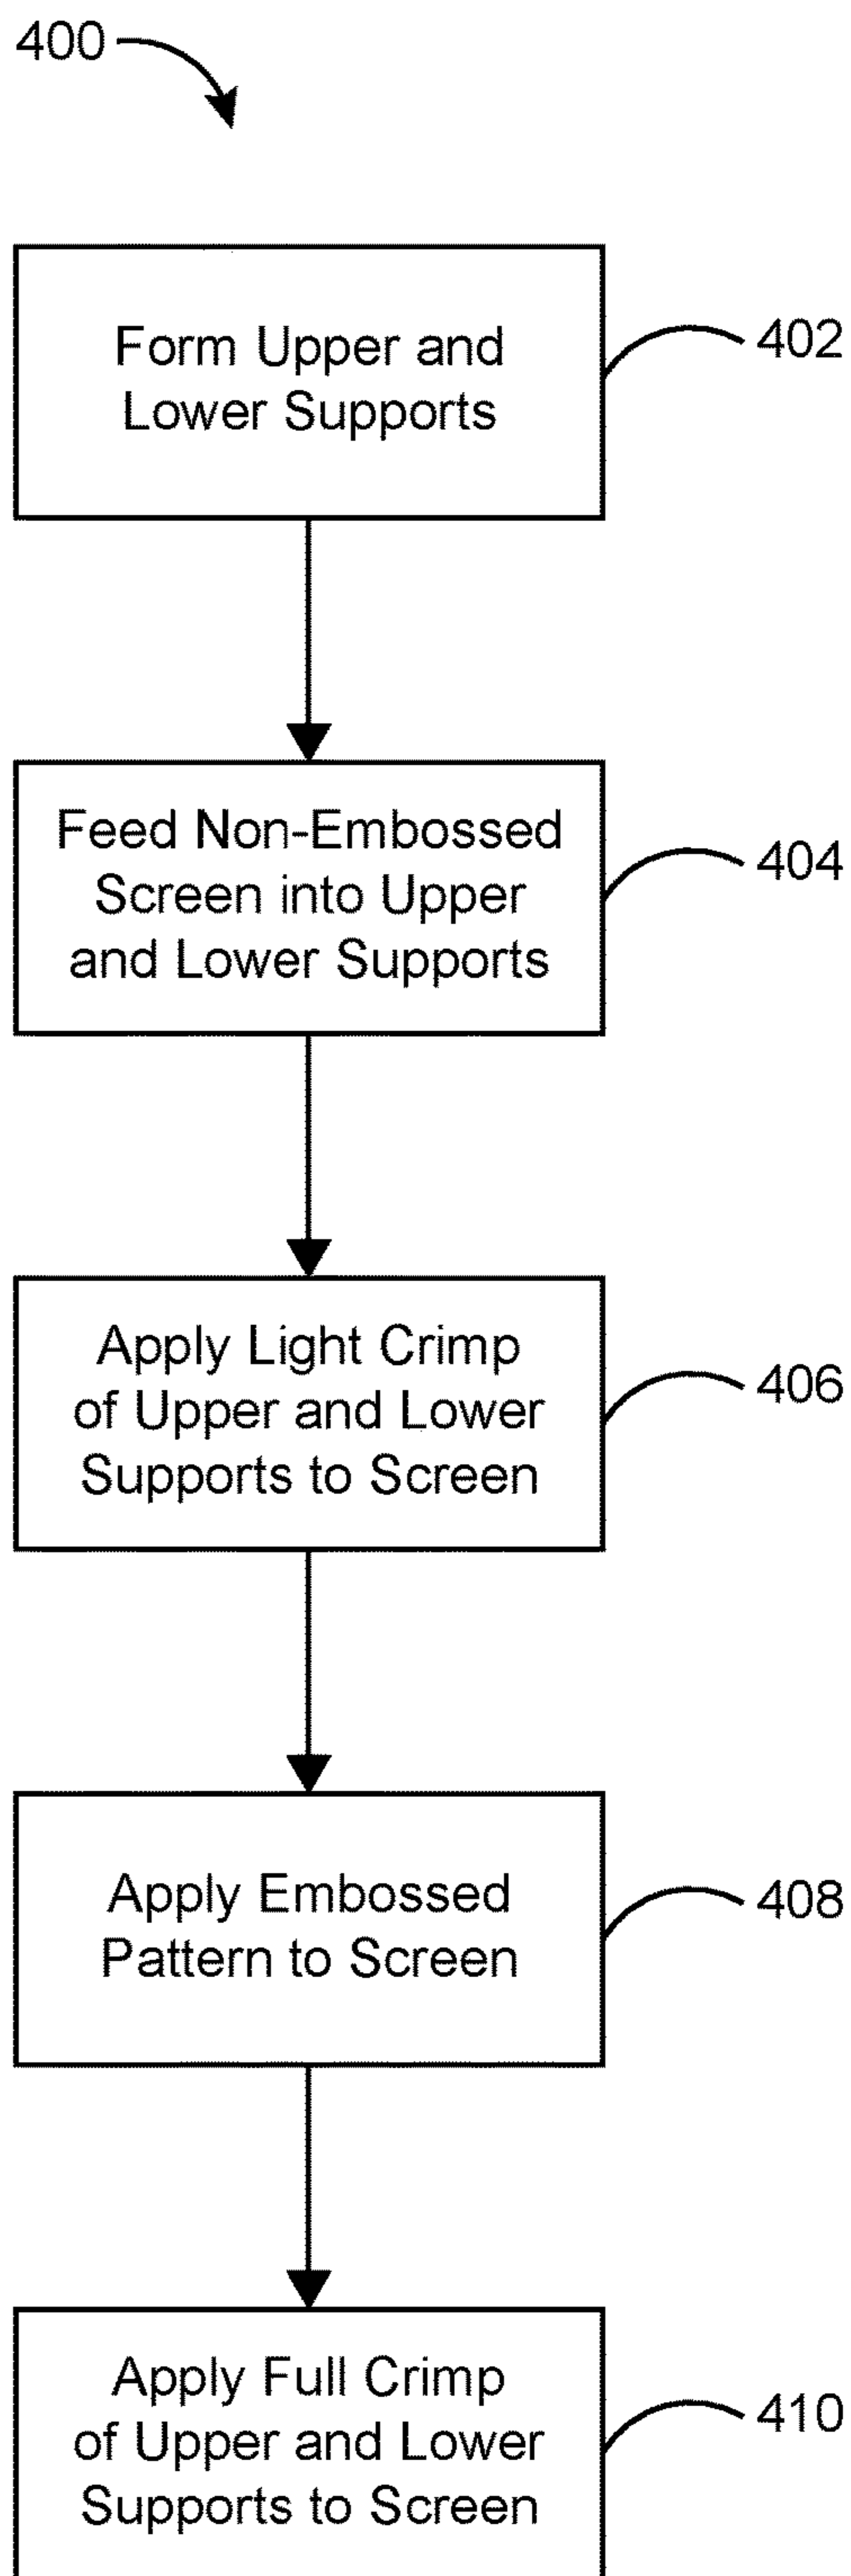 400
Form Upper and
Lower Supports
402
Feed Non-Embossed
Screen into Upper
and Lower Supports
404
Apply Light Crimp
of Upper and Lower
Supports to Screen
406
Apply Embossed
Pattern to Screen
408
Apply Full Crimp
of Upper and Lower
Supports to Screen
410